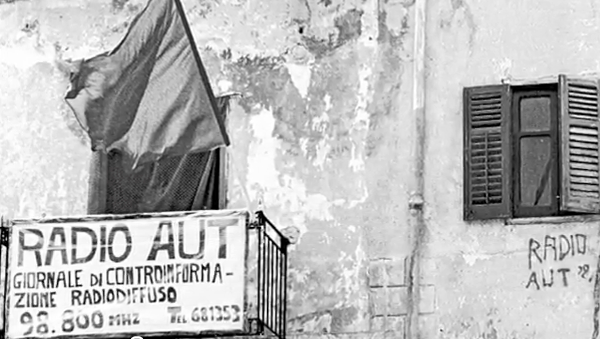 RADIO AUT
GIORNALE DI CONTROINFORMA-
ZIONE RADIODIFFUSO
98.800 MHZ TEL 681353
RADIO
AUT